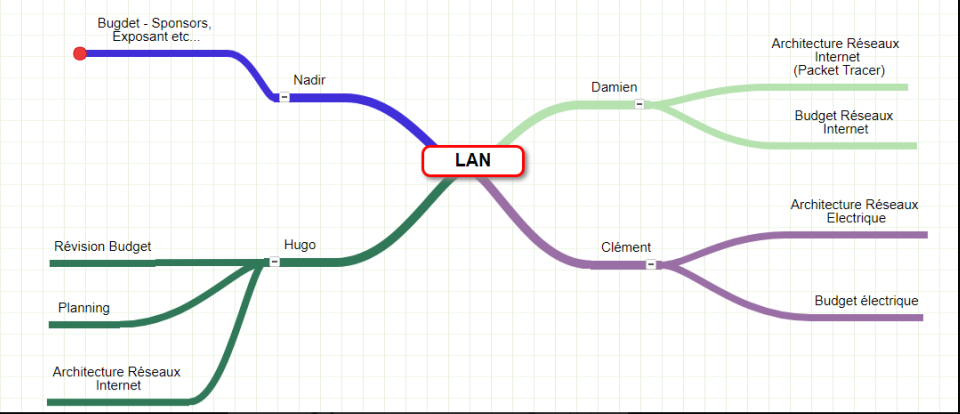 Bugdet - Sponsors,
Exposant etc...
Nadir
LAN
Damien
Architecture Réseaux
Internet
(Packet Tracer)
Budget Réseaux
Internet
Clément
Architecture Réseaux
Electrique
Budget électrique
Hugo
Révision Budget
Planning
Architecture Réseaux
Internet